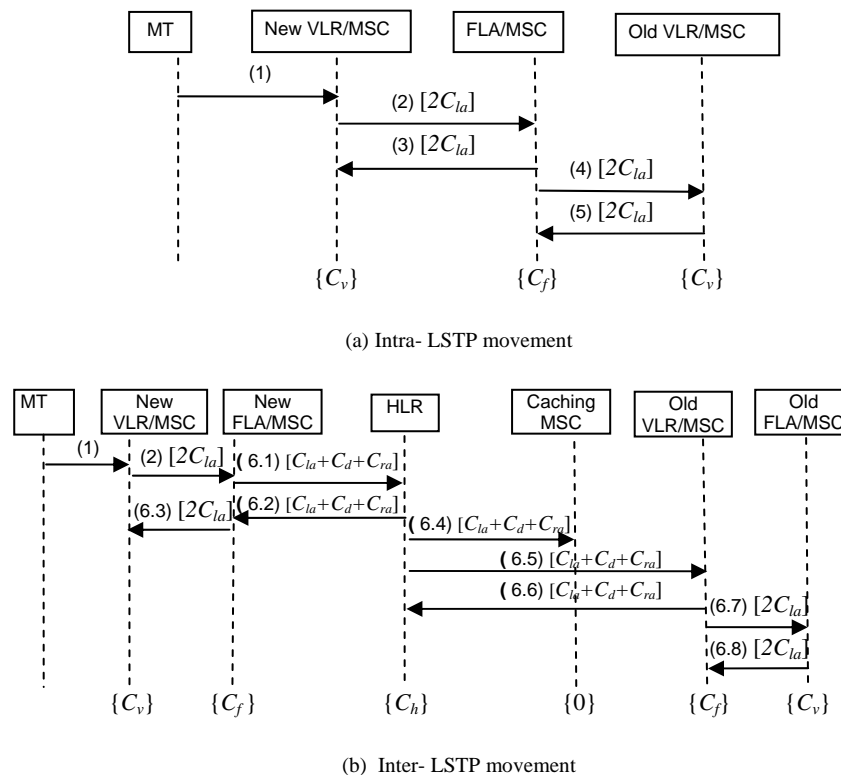 MT
New VLR/MSC
FLA/MSC
Old VLR/MSC
(1)
(2) [2C_la]
(3) [2C_la]
(4) [2C_la]
(5) [2C_la]
{C_v}
{C_f}
{C_v}
(a) Intra- LSTP movement
MT
New
VLR/MSC
New
FLA/MSC
HLR
Caching
MSC
Old
VLR/MSC
Old
FLA/MSC
(1)
(2) [2C_la]
( 6.1) [C_la+C_d+C_ra]
(6.3) [2C_la]
( 6.2) [C_la+C_d+C_ra]
( 6.4) [C_la+C_d+C_ra]
( 6.5) [C_la+C_d+C_ra]
( 6.6) [C_la+C_d+C_ra]
(6.7) [2C_la]
(6.8) [2C_la]
{C_v}
{C_f}
{C_h}
{0}
{C_f}
{C_v}
(b) Inter- LSTP movement